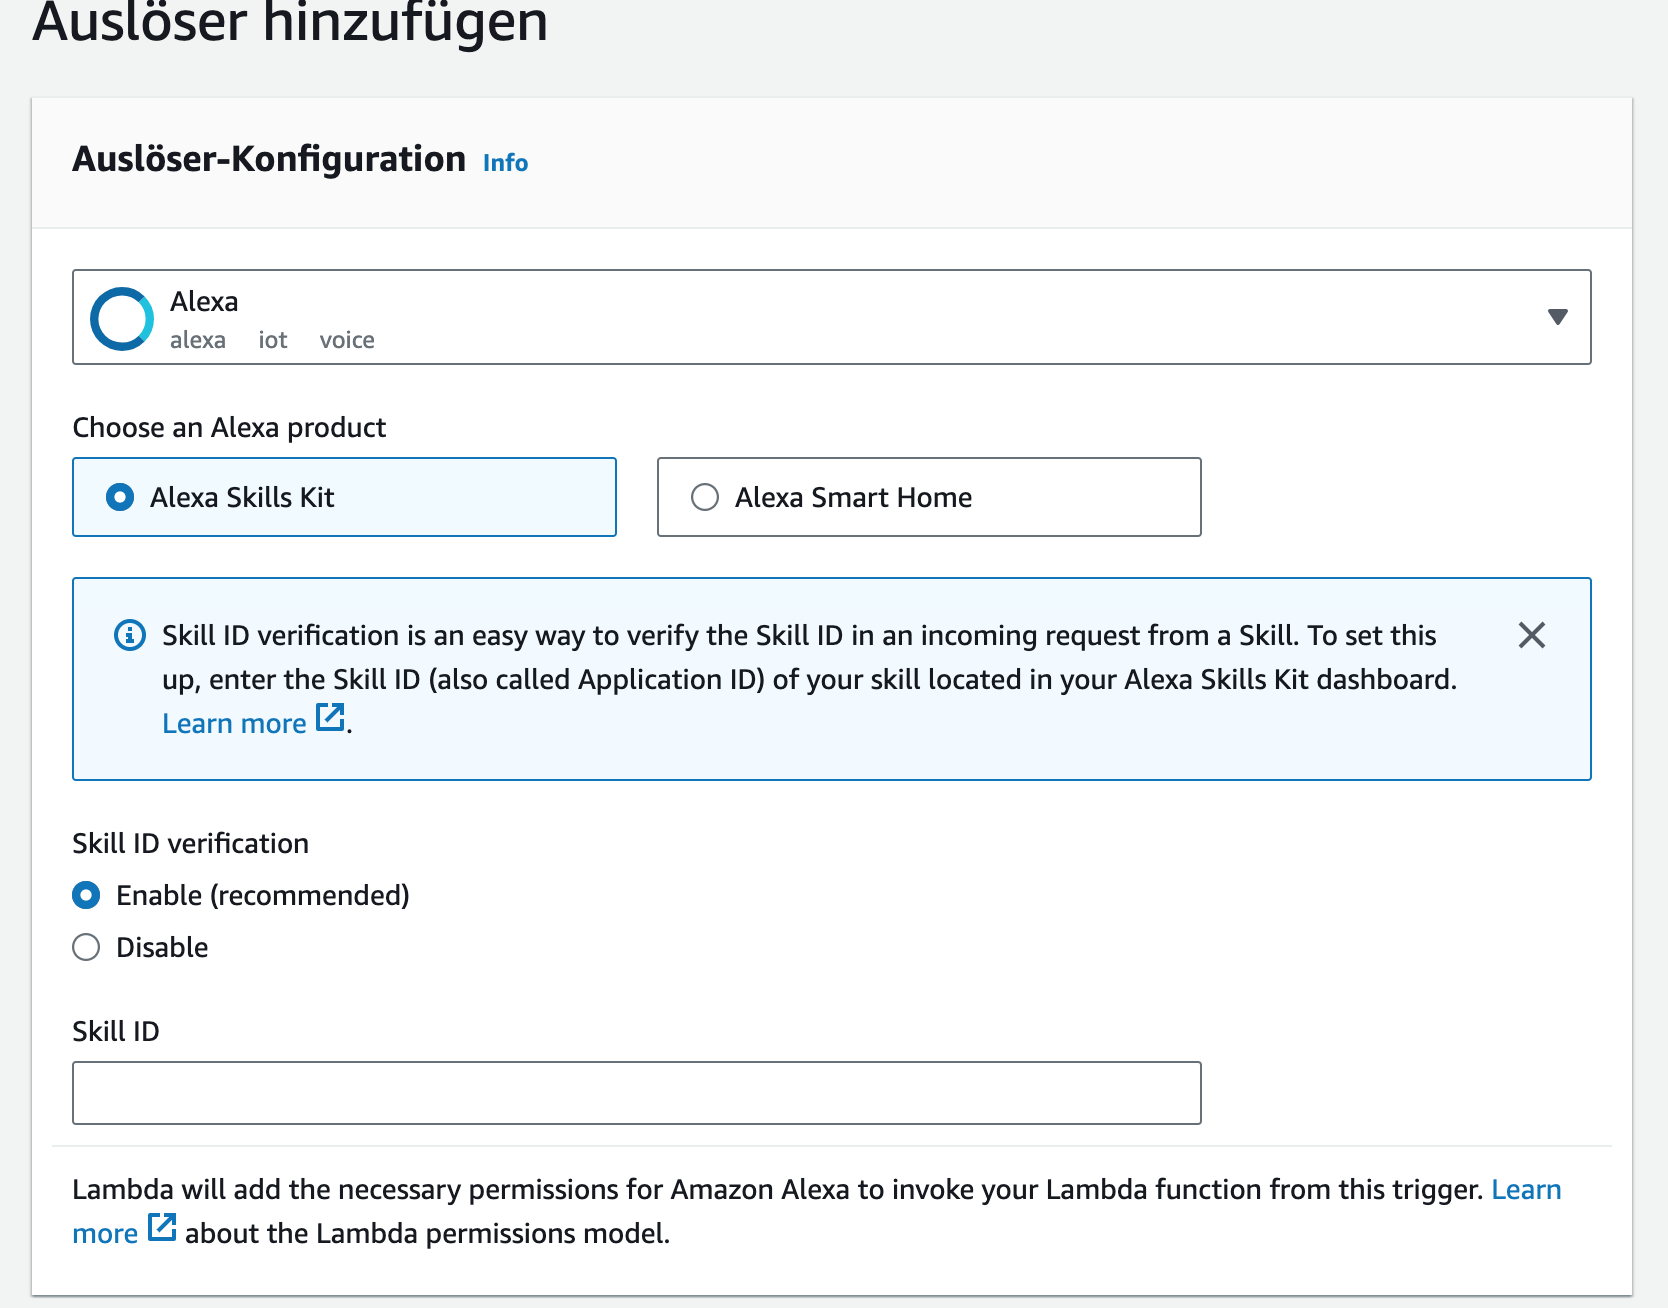 Auslöser hinzufügen
Auslöser-Konfiguration Info
Alexa
alexa iot voice
Choose an Alexa product
Alexa Skills Kit Alexa Smart Home
Skill ID verification is an easy way to verify the Skill ID in an incoming request from a Skill. To set this
up, enter the Skill ID (also called Application ID) of your skill located in your Alexa Skills Kit dashboard.
Learn more.
Skill ID verification
Enable (recommended)
Disable
Skill ID
Lambda will add the necessary permissions for Amazon Alexa to invoke your Lambda function from this trigger. Learn
more about the Lambda permissions model.